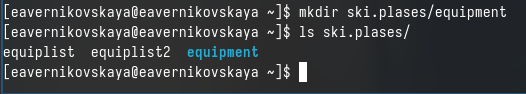 [eavernikovskaya@eavernikovskaya ~]$ mkdir ski.plases/equipment
[eavernikovskaya@eavernikovskaya ~]$ ls ski.plases/
equiplist  equiplist2  equipment
[eavernikovskaya@eavernikovskaya ~]$